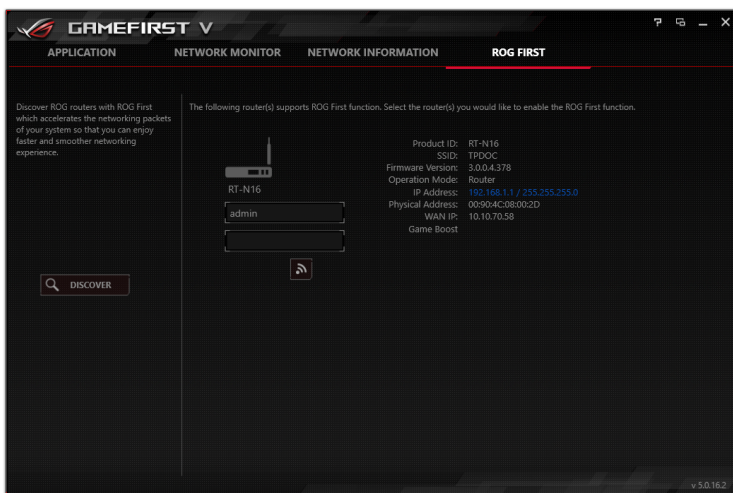 GAMEFIRST V
APPLICATION
NETWORK MONITOR
NETWORK INFORMATION
ROG FIRST
Discover ROG routers with ROG First
which accelerates the networking packets
of your system so that you can enjoy
faster and smoother networking
experience.
DISCOVER
The following router(s) supports ROG First function. Select the router(s) you would like to enable the ROG First function.
RT-N16
admin
Product ID: RT-N16
SSID: TPDOC
Firmware Version: 3.0.0.4.378
Operation Mode: Router
IP Address: 192.168.1.1 / 255.255.255.0
Physical Address: 00:90:4C:08:00:2D
WAN IP: 10.10.70.58
Game Boost
v 5.0.16.2